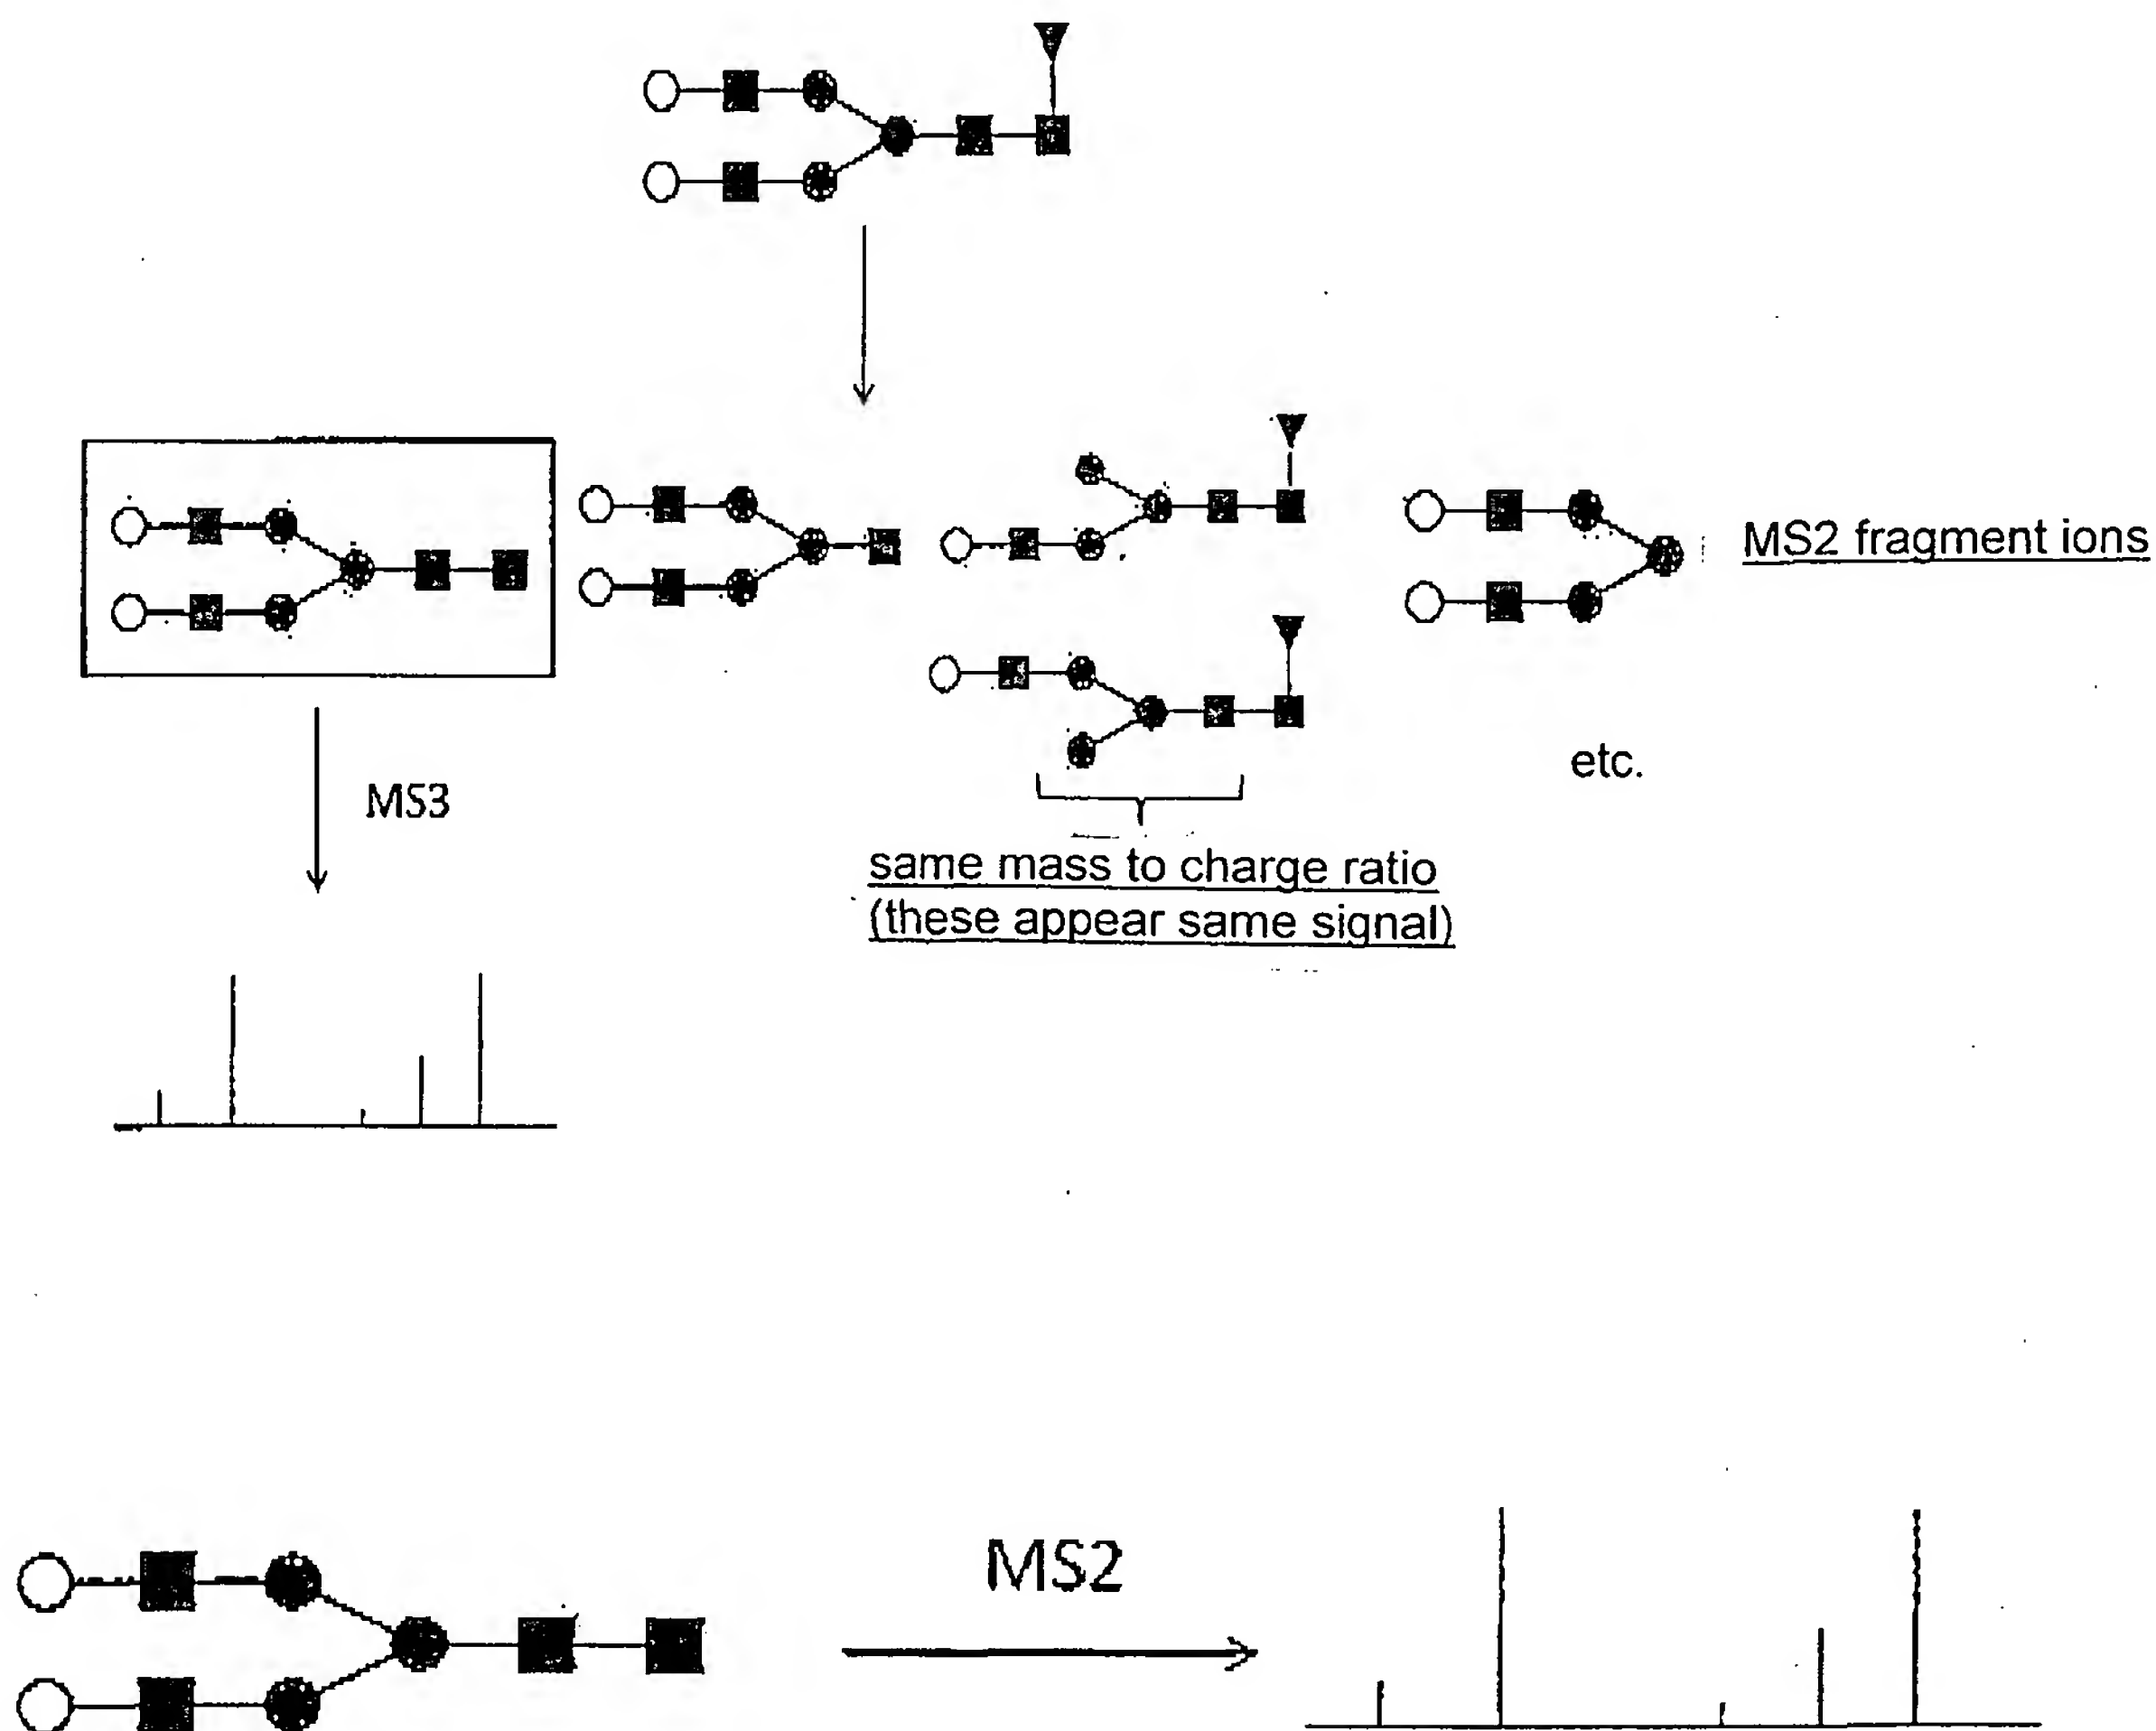 MS2 fragment ions
etc.
MS3
same mass to charge ratio
(these appear same signal)
MS2